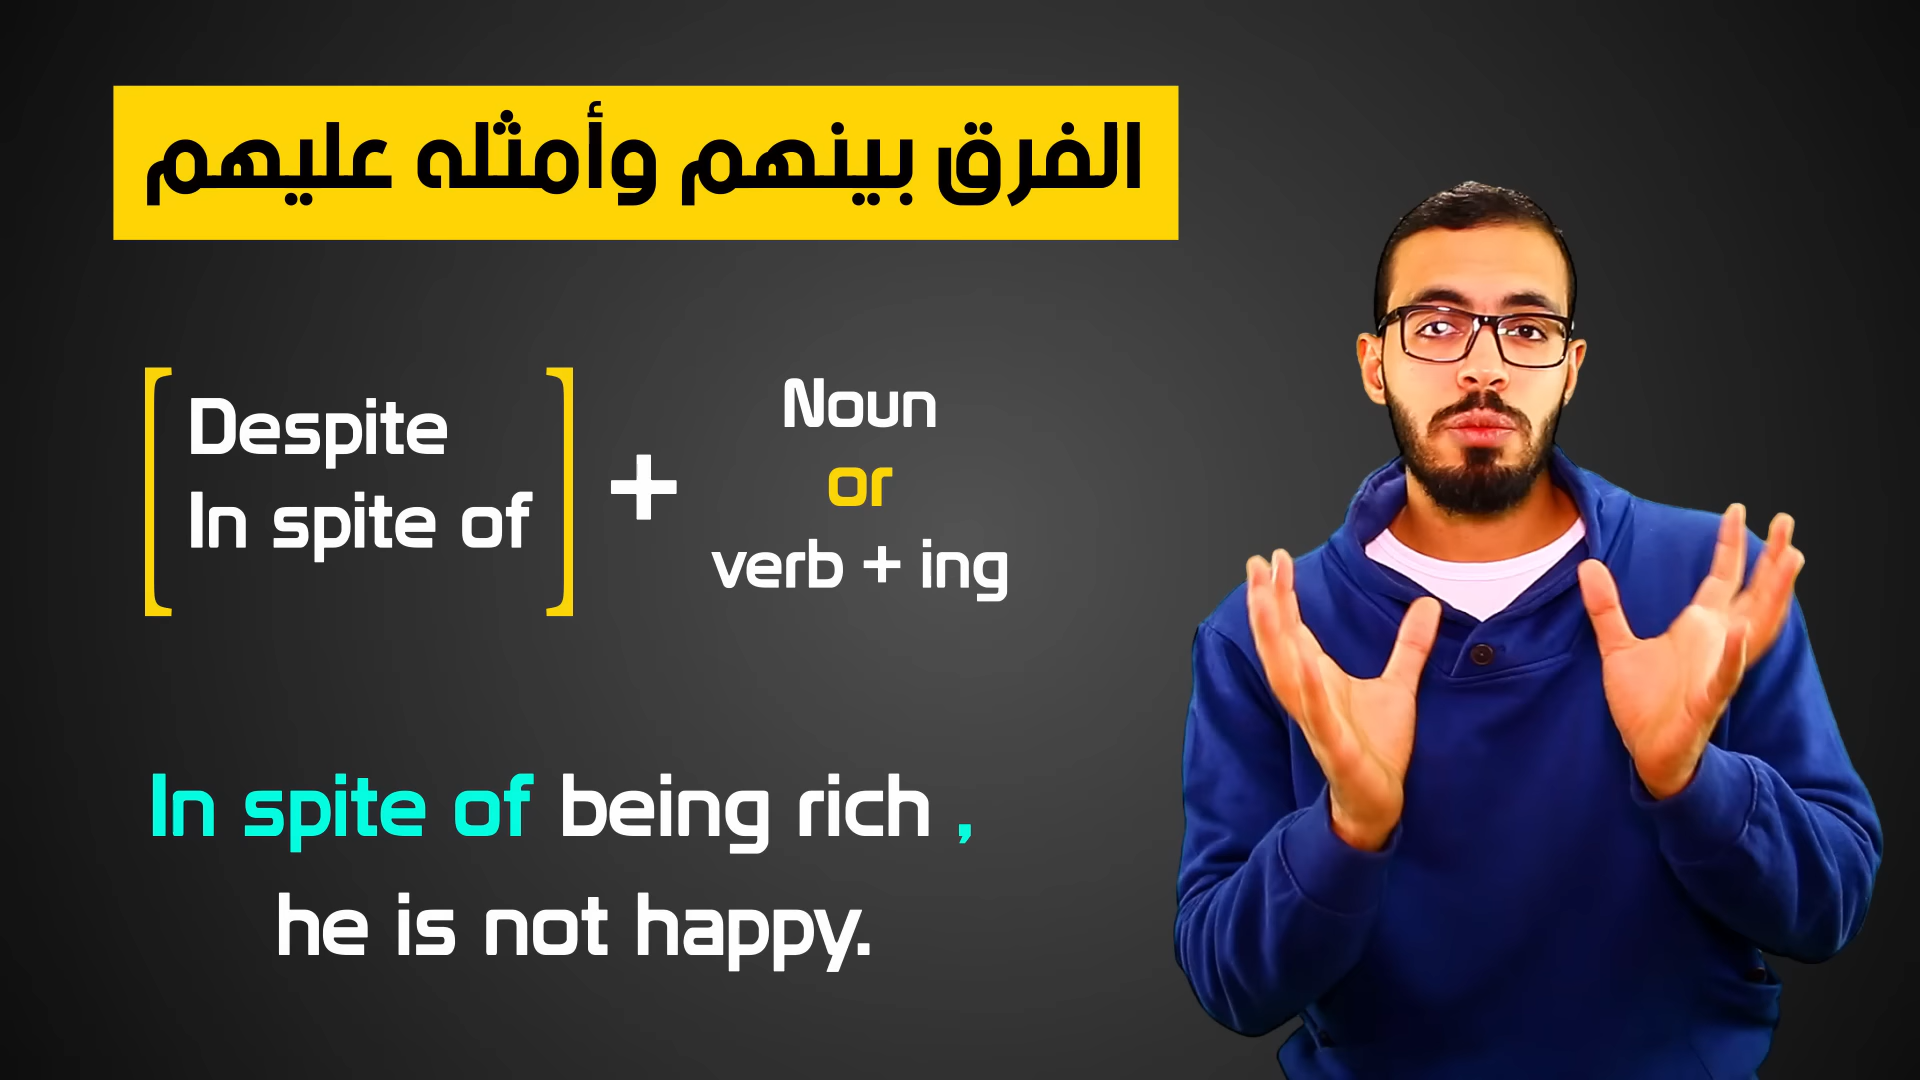 الفرق بينهم وأمثله عليهم
Despite
In spite of
+
Noun
or
verb + ing
In spite of being rich ,
he is not happy.